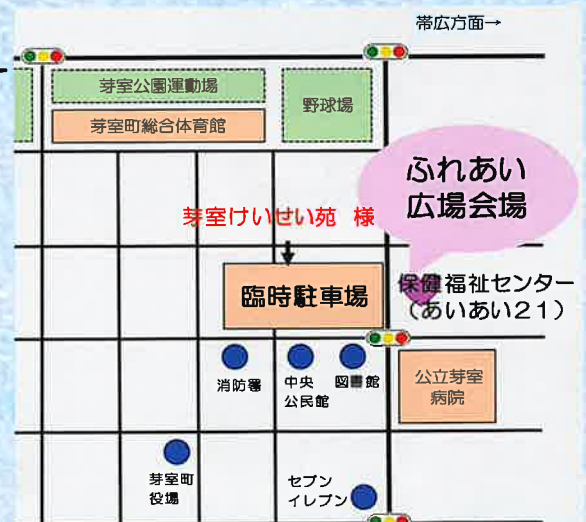 帯広方面→
芽室公園運動場
野球場
芽室町総合体育館
ふれあい
広場会場
芽室けいせい苑 様
臨時駐車場
保健福祉センター
(あいあい21)
消防署
中央
公民館
図書館
公立芽室
病院
芽室町
役場
セブン
イレブン